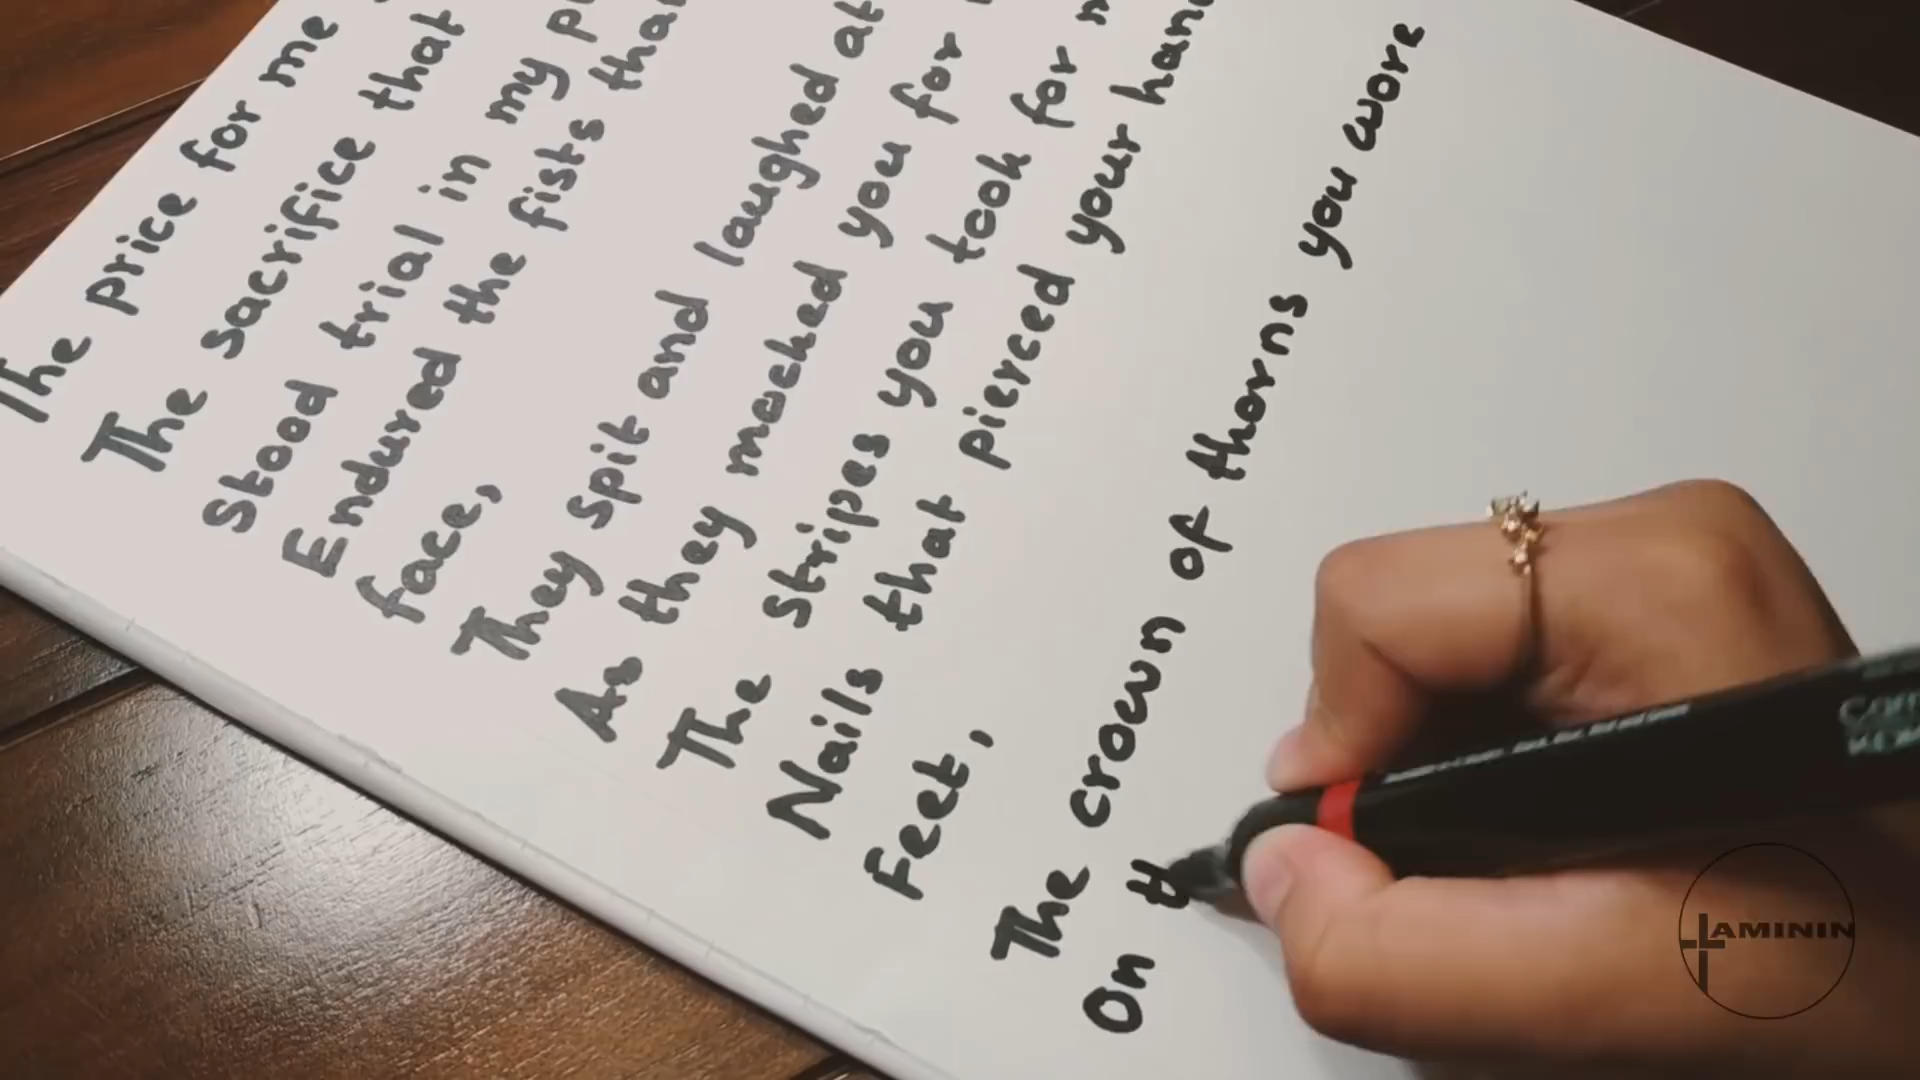 The price for me
The sacrifice that
Stood trial in my
Endured the fists
face,
They spit and laughed at
As they mocked you for
The stripes you took for
Nails that pierced your
Feet,
The crown of thorns you wore
On
LAMININ